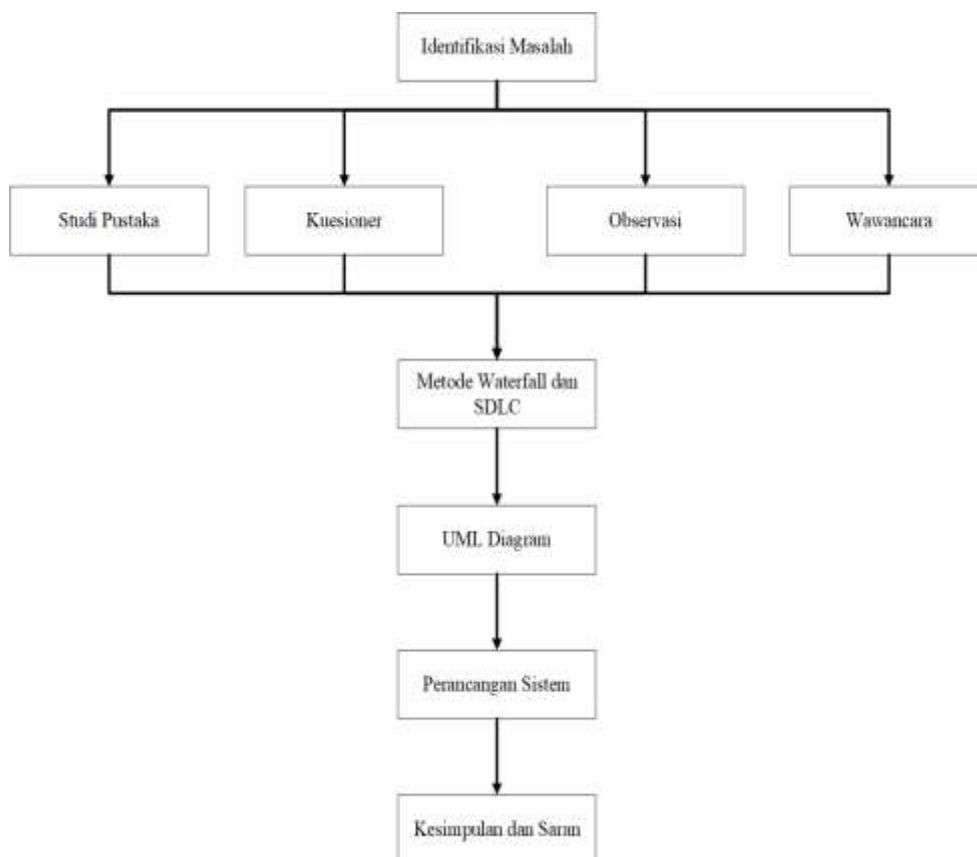 Identifikasi Masalah
Studi Pustaka
Kuesioner
Observasi
Wawancara
Metode Waterfall dan
SDLC
UML Diagram
Perancangan Sistem
Kesimpulan dan Saran